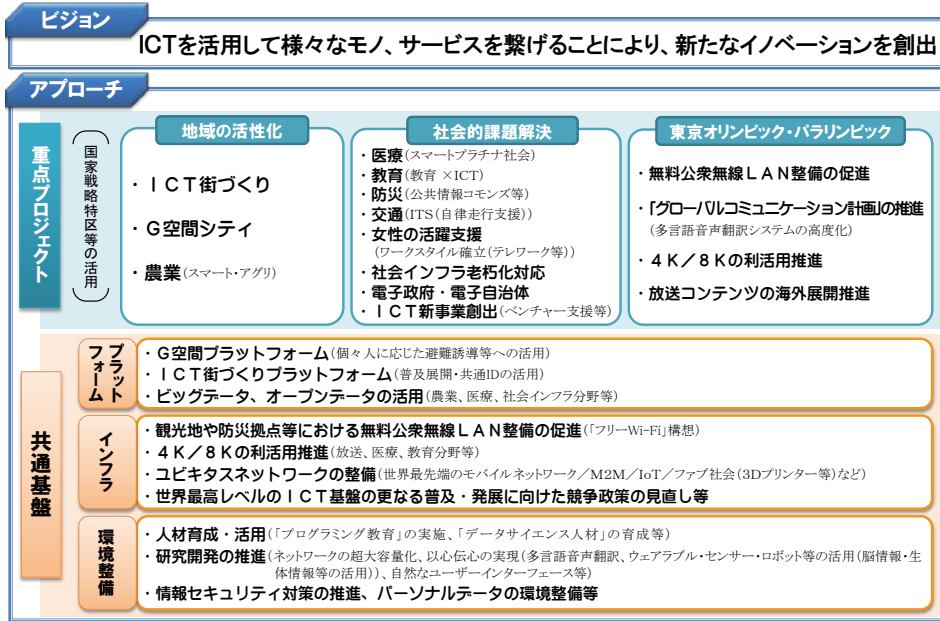 ビジョン
ICTを活用して様々なモノ、サービスを繋げることにより、新たなイノベーションを創出
アプローチ
重点プロジェクト
国家戦略特区等の活用
地域の活性化
・ＩＣＴ街づくり
・Ｇ空間シティ
・農業(スマート・アグリ)
社会的課題解決
・医療(スマートプラチナ社会)
・教育(教育 ×ICT)
・防災(公共情報コモンズ等)
・交通(ITS(自律走行支援))
・女性の活躍支援
(ワークスタイル確立(テレワーク等))
・社会インフラ老朽化対応
・電子政府・電子自治体
・ＩＣＴ新事業創出(ベンチャー支援等)
東京オリンピック・パラリンピック
・無料公衆無線ＬＡＮ整備の促進
・「グローバルコミュニケーション計画」の推進
(多言語音声翻訳システムの高度化)
・４Ｋ／８Ｋの利活用推進
・放送コンテンツの海外展開推進
共通基盤
プラット
フォーム
・Ｇ空間プラットフォーム(個々人に応じた避難誘導等への活用)
・ＩＣＴ街づくりプラットフォーム(普及展開・共通IDの活用)
・ビッグデータ、オープンデータの活用(農業、医療、社会インフラ分野等)
インフラ
・観光地や防災拠点等における無料公衆無線ＬＡＮ整備の促進(「フリーWi-Fi」構想)
・４Ｋ／８Ｋの利活用推進(放送、医療、教育分野等)
・ユビキタスネットワークの整備(世界最先端のモバイルネットワーク／M2M／IoT／ファブ社会(3Dプリンター等)など)
・世界最高レベルのＩＣＴ基盤の更なる普及・発展に向けた競争政策の見直し等
環境整備
・人材育成・活用(「プログラミング教育」の実施、「データサイエンス人材」の育成等)
・研究開発の推進(ネットワークの超大容量化、以心伝心の実現(多言語音声翻訳、ウェアラブル・センサー・ロボット等の活用(脳情報・生
体情報等の活用))、自然なユーザーインターフェース等)
・情報セキュリティ対策の推進、パーソナルデータの環境整備等